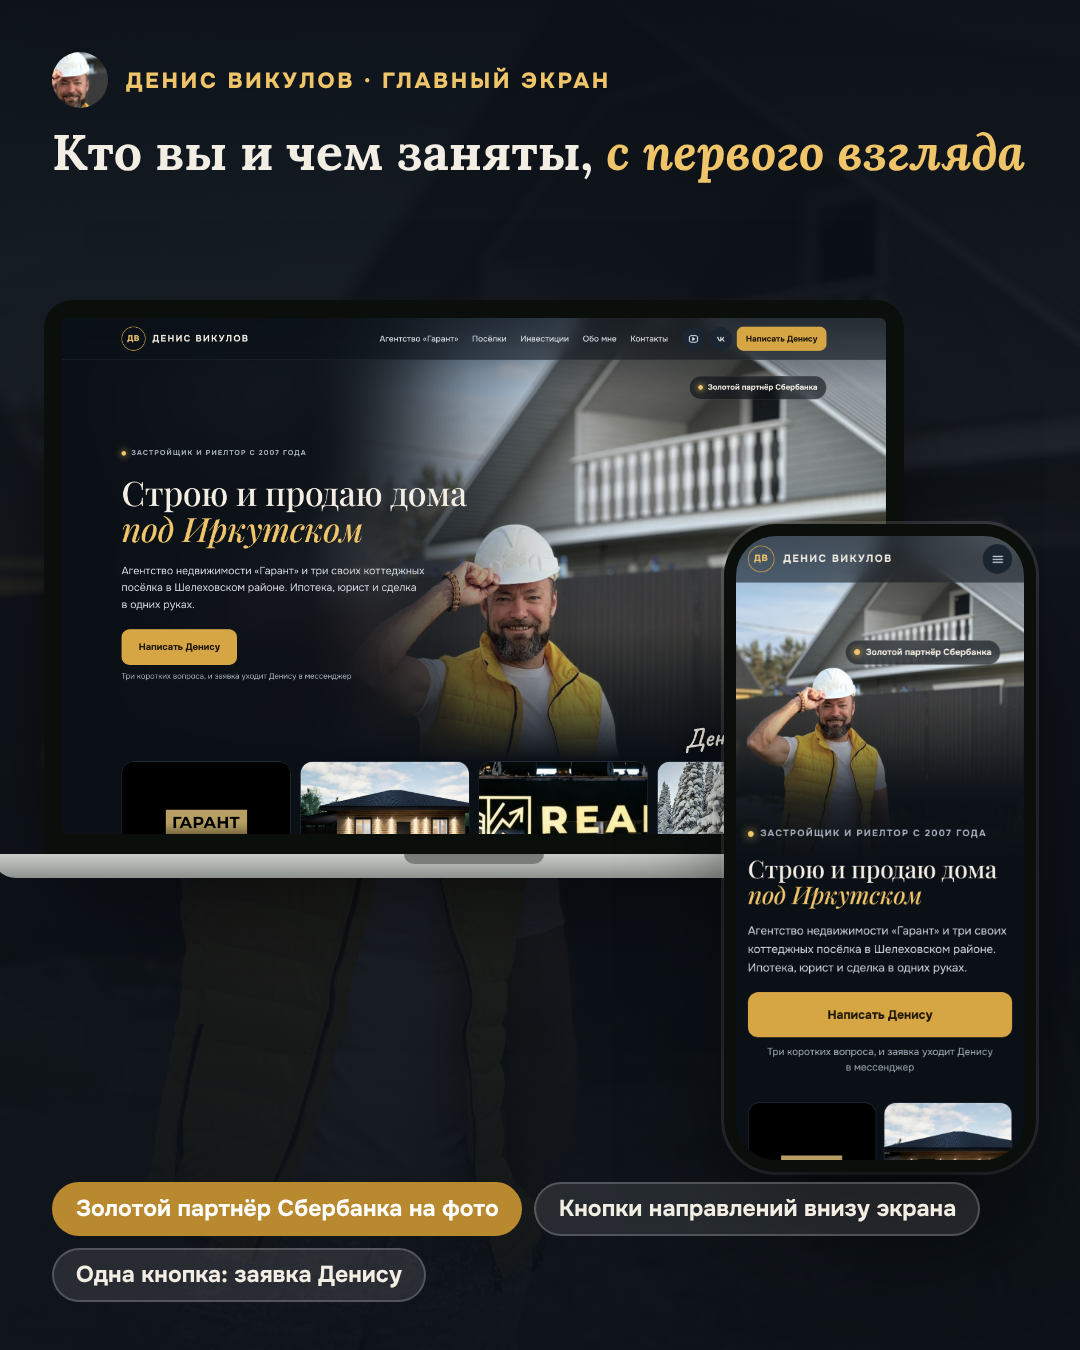 ДЕНИС ВИКУЛОВ · ГЛАВНЫЙ ЭКРАН
Кто вы и чем заняты, с первого взгляда
ДВ ДЕНИС ВИКУЛОВ
Агентство «Гарант» Посёлки Инвестиции Обо мне Контакты Написать Денису
Золотой партнёр Сбербанка
ЗАСТРОЙЩИК И РИЕЛТОР С 2007 ГОДА
Строю и продаю дома
под Иркутском
Агентство недвижимости «Гарант» и три своих коттеджных
посёлка в Шелеховском районе. Ипотека, юрист и сделка
в одних руках.
Написать Денису
Три коротких вопроса, и заявка уходит Денису в мессенджер
Ден
ГАРАНТ
REA
ДВ ДЕНИС ВИКУЛОВ
Золотой партнёр Сбербанка
ЗАСТРОЙЩИК И РИЕЛТОР С 2007 ГОДА
Строю и продаю дома
под Иркутском
Агентство недвижимости «Гарант» и три своих
коттеджных посёлка в Шелеховском районе.
Ипотека, юрист и сделка в одних руках.
Написать Денису
Три коротких вопроса, и заявка уходит Денису
в мессенджер
Золотой партнёр Сбербанка на фото
Кнопки направлений внизу экрана
Одна кнопка: заявка Денису